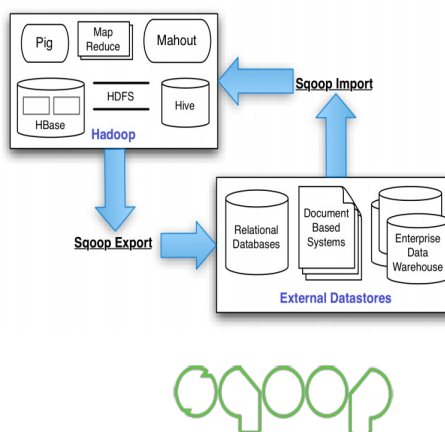 Pig
Map
Reduce
Mahout
HBase
HDFS
Hive
Hadoop
Sqoop Import
Sqoop Export
Relational
Databases
Document
Based
Systems
Enterprise
Data
Warehouse
External Datastores
sqoop